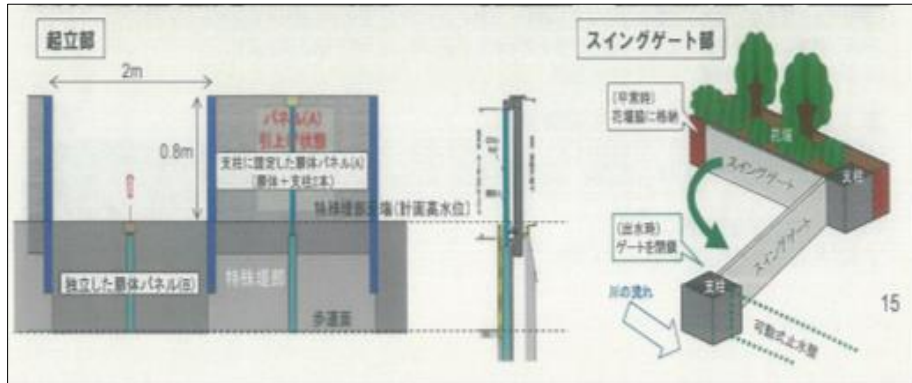 起立部
スイングゲート部
2m
0.8m
パネル(A)
引上げ状態
支柱に固定した扉体パネル(A)
(扉体+支柱2本)
特殊堤部天端(計画高水位)
独立した扉体パネル(B)
特殊堤部
歩道面
(平常時)
花壇脇に格納
花壇
スイングゲート
支柱
(出水時)
ゲートを閉鎖
スイングゲート
支柱
川の流れ
可動式止水壁
15